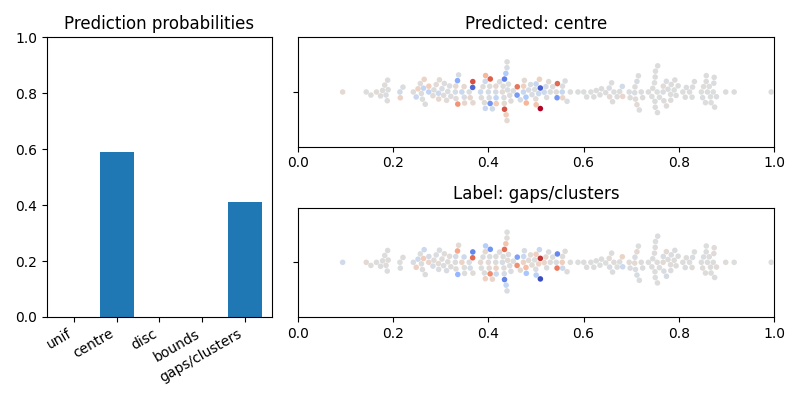 Prediction probabilities
1.0
0.8
0.6
0.4
0.2
0.0
unif
centre
disc
bounds
gaps/clusters
Predicted: centre
0.0 0.2 0.4 0.6 0.8 1.0
Label: gaps/clusters
0.0 0.2 0.4 0.6 0.8 1.0